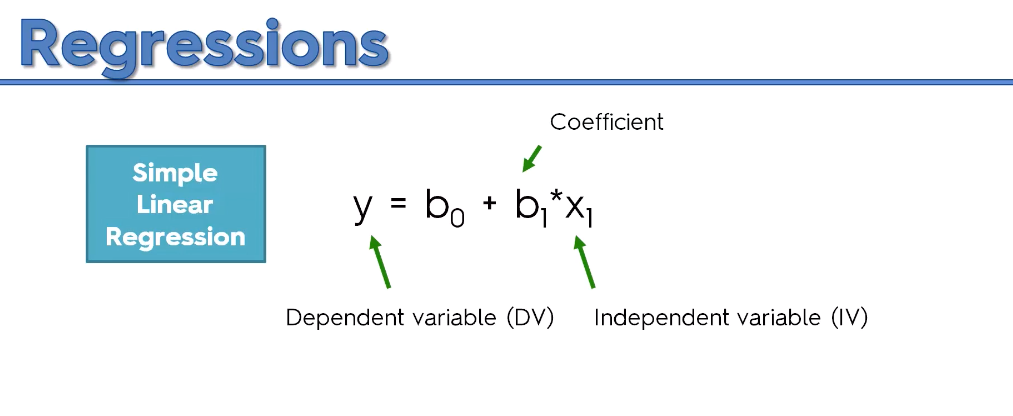 Regressions
Coefficient
Simple
Linear
Regression
y = b₀ + b₁*x₁
Dependent variable (DV)
Independent variable (IV)